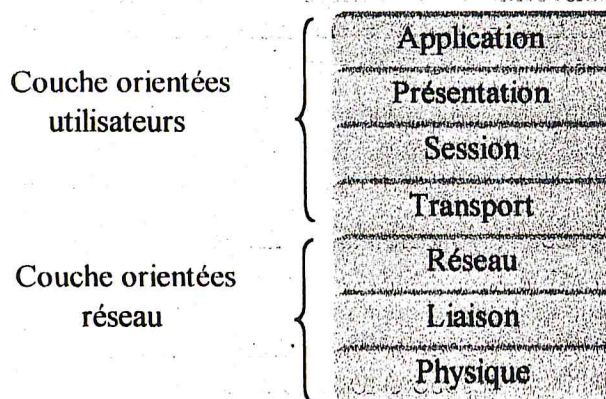 Application
Présentation
Session
Transport
Réseau
Liaison
Physique
Couche orientées
utilisateurs
Couche orientées
réseau